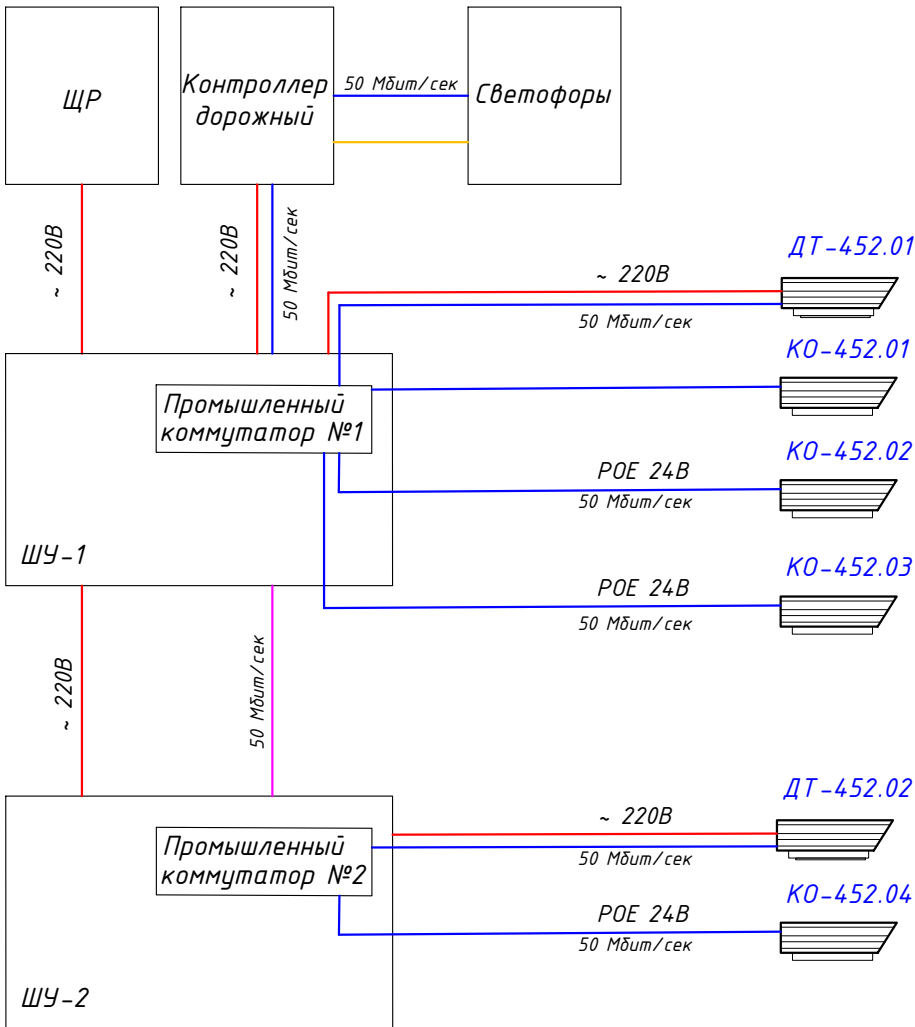 ЩР
Контроллер
дорожный
50 Мбит/сек
Светофоры
~ 220В
~ 220В
50 Мбит/сек
ДТ-452.01
~ 220В
50 Мбит/сек
КО-452.01
Промышленный
коммутатор №1
КО-452.02
POE 24В
50 Мбит/сек
ШУ-1
КО-452.03
POE 24В
50 Мбит/сек
~ 220В
50 Мбит/сек
ДТ-452.02
~ 220В
50 Мбит/сек
Промышленный
коммутатор №2
КО-452.04
POE 24В
50 Мбит/сек
ШУ-2